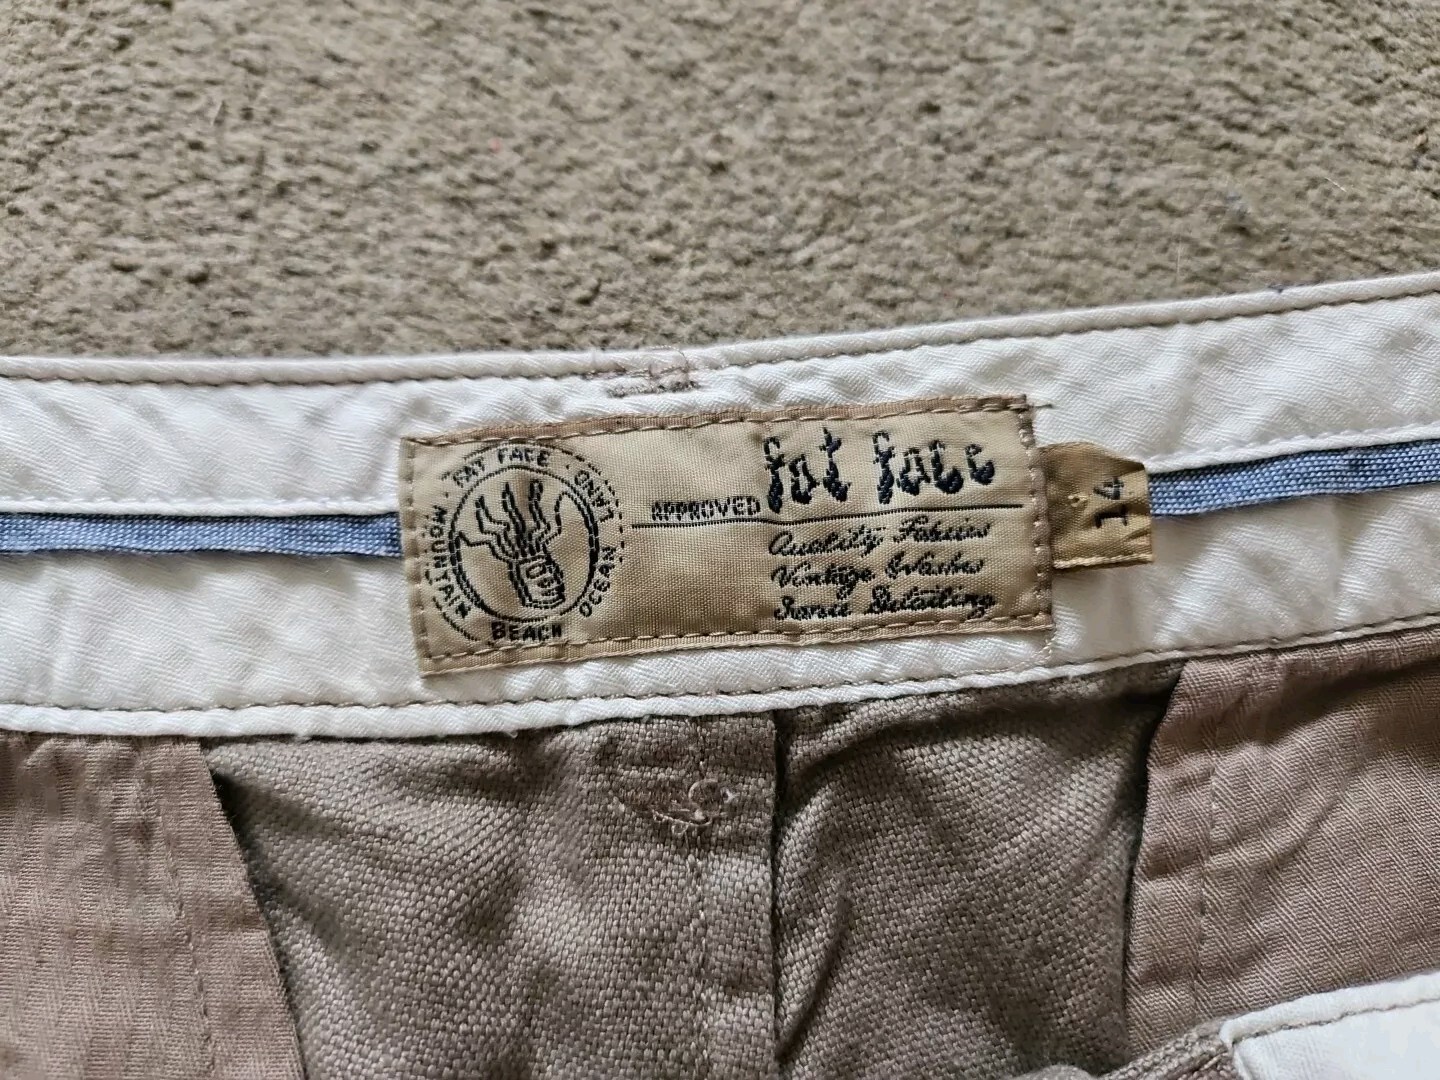 FAT FACE · LAND · OCEAN · BEACH · MOUNTAIN ·
APPROVED
fat face
Quality Fabrics
Vintage Washes
Iconic Detailing
14